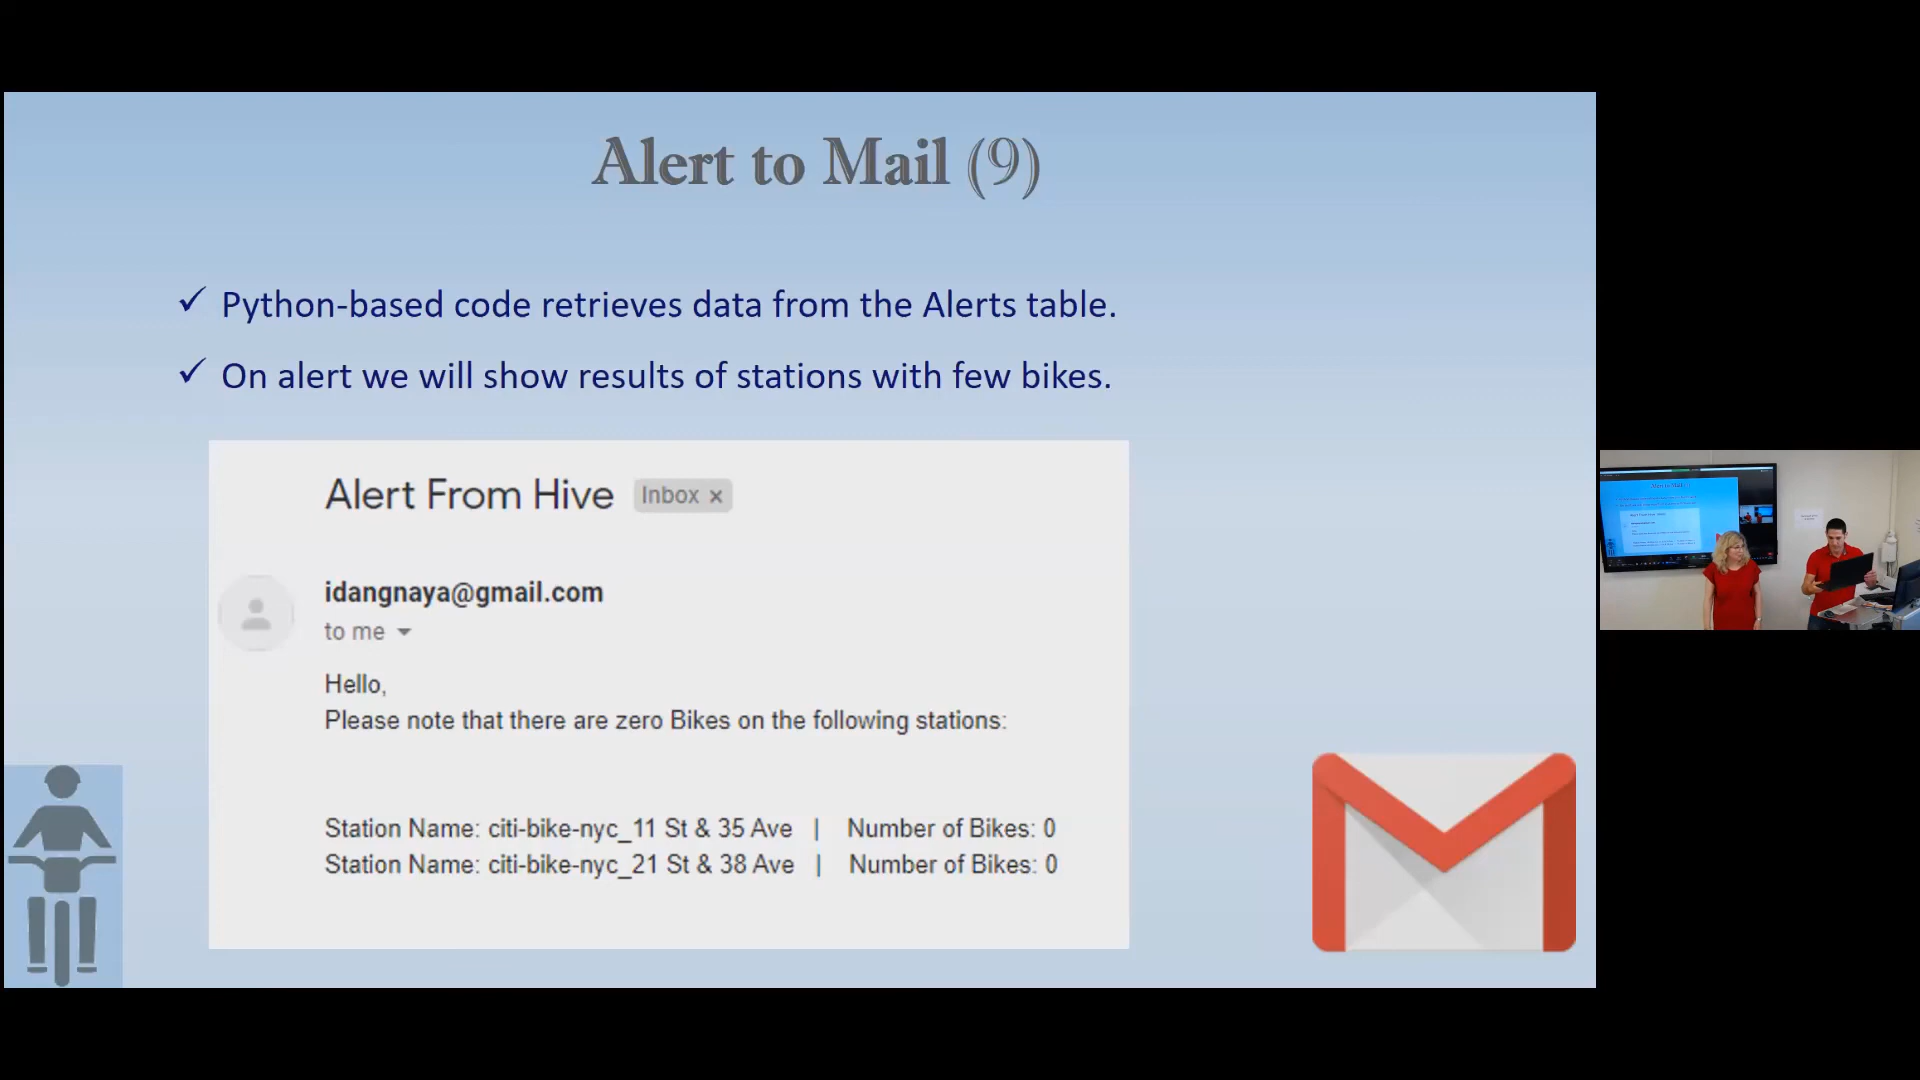 Alert to Mail (9)
✓ Python-based code retrieves data from the Alerts table.
✓ On alert we will show results of stations with few bikes.
Alert From Hive Inbox ×
idangnaya@gmail.com
to me
Hello,
Please note that there are zero Bikes on the following stations:
Station Name: citi-bike-nyc_11 St & 35 Ave | Number of Bikes: 0
Station Name: citi-bike-nyc_21 St & 38 Ave | Number of Bikes: 0